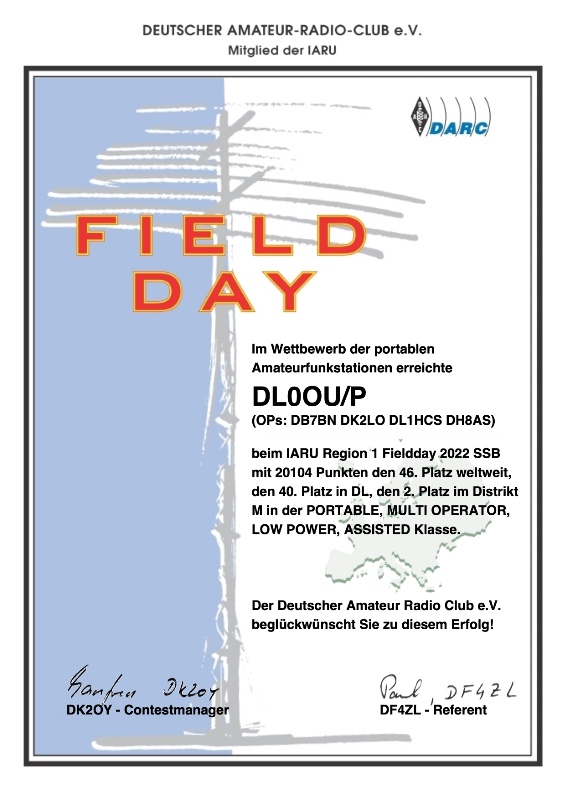 DEUTSCHER AMATEUR-RADIO-CLUB e.V.
Mitglied der IARU
DARC
FIELD
DAY
Im Wettbewerb der portablen
Amateurfunkstationen erreichte
DL0OU/P
(OPs: DB7BN DK2LO DL1HCS DH8AS)
beim IARU Region 1 Fieldday 2022 SSB
mit 20104 Punkten den 46. Platz weltweit,
den 40. Platz in DL, den 2. Platz im Distrikt
M in der PORTABLE, MULTI OPERATOR,
LOW POWER, ASSISTED Klasse.
Der Deutscher Amateur Radio Club e.V.
beglückwünscht Sie zu diesem Erfolg!
Manfred DK2OY
Paul, DF4ZL
DK2OY - Contestmanager
DF4ZL - Referent